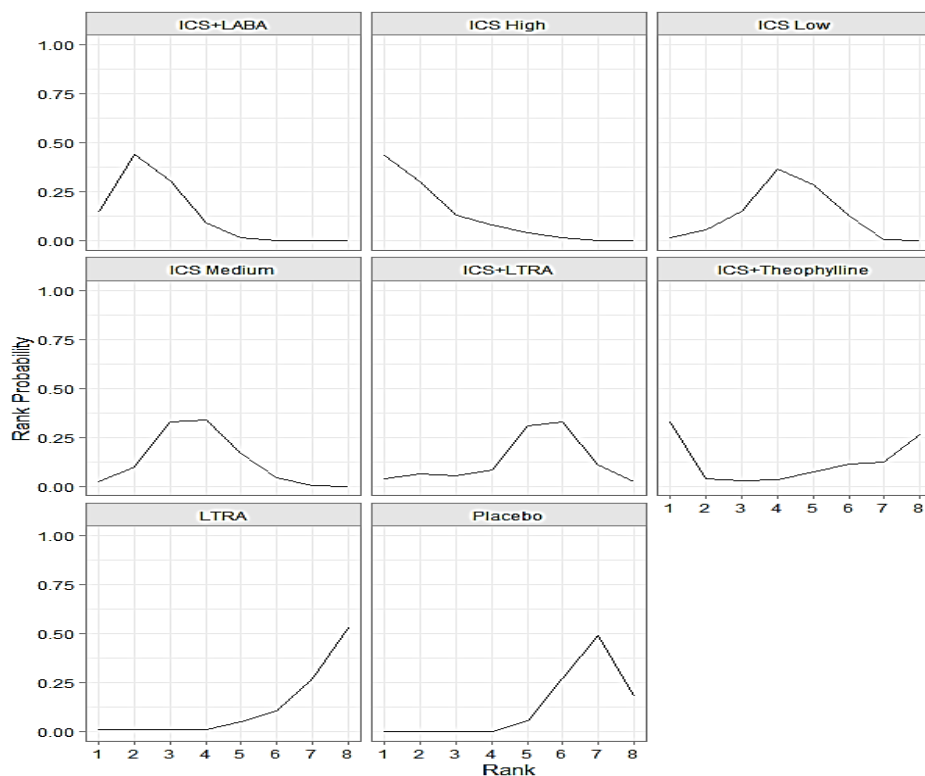 ICS+LABA ICS High ICS Low
1.00
0.75
0.50
0.25
0.00
ICS Medium ICS+LTRA ICS+Theophylline
1.00
0.75
0.50
0.25
0.00
1 2 3 4 5 6 7 8
LTRA Placebo
1.00
0.75
0.50
0.25
0.00
1 2 3 4 5 6 7 8 1 2 3 4 5 6 7 8
Rank Probability
Rank